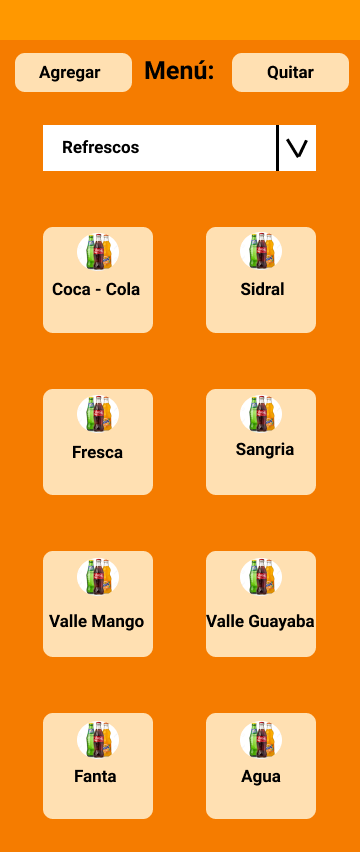 Agregar
Menú:
Quitar
Refrescos
Coca - Cola
Sidral
Fresca
Sangria
Valle Mango
Valle Guayaba
Fanta
Agua